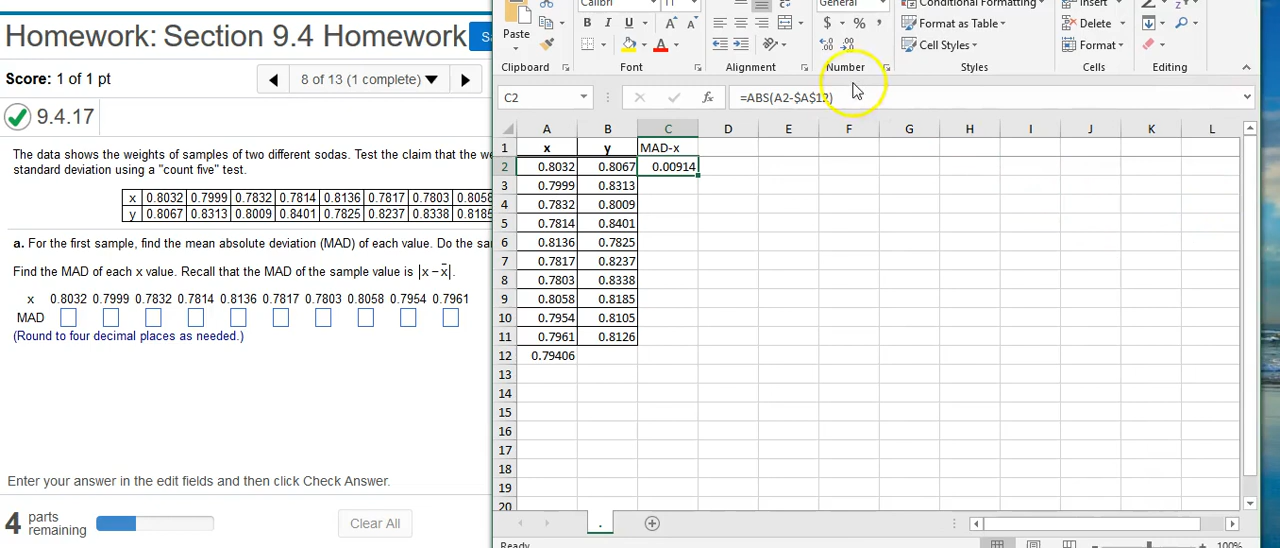 Homework: Section 9.4 Homework
Score: 1 of 1 pt
8 of 13 (1 complete)
9.4.17
The data shows the weights of samples of two different sodas. Test the claim that the we
standard deviation using a "count five" test.
x 0.8032 0.7999 0.7832 0.7814 0.8136 0.7817 0.7803 0.8058
y 0.8067 0.8313 0.8009 0.8401 0.7825 0.8237 0.8338 0.8185
a. For the first sample, find the mean absolute deviation (MAD) of each value. Do the sa
Find the MAD of each x value. Recall that the MAD of the sample value is |x − x̄|.
x 0.8032 0.7999 0.7832 0.7814 0.8136 0.7817 0.7803 0.8058 0.7954 0.7961
MAD
(Round to four decimal places as needed.)
Enter your answer in the edit fields and then click Check Answer.
4 parts
remaining
Clear All
Calibri 11 General Conditional Formatting Insert
Paste B I U A A $ % , Format as Table Delete
Cell Styles Format
Clipboard Font Alignment Number Styles Cells Editing
C2 fx =ABS(A2-$A$12)
A B C D E F G H I J K L
1 x y MAD-x
2 0.8032 0.8067 0.00914
3 0.7999 0.8313
4 0.7832 0.8009
5 0.7814 0.8401
6 0.8136 0.7825
7 0.7817 0.8237
8 0.7803 0.8338
9 0.8058 0.8185
10 0.7954 0.8105
11 0.7961 0.8126
12 0.79406
13
14
15
16
17
18
19
20
.
Ready 100%